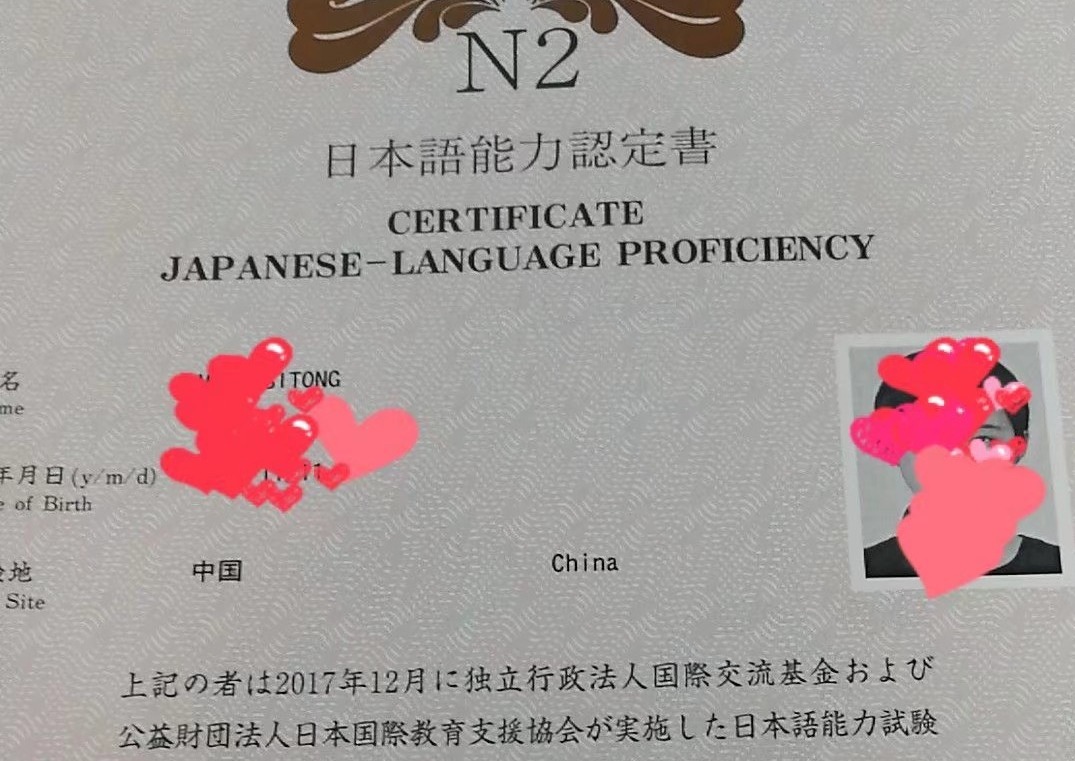 N2
日本語能力認定書
CERTIFICATE
JAPANESE-LANGUAGE PROFICIENCY
名
me
年月日(y/m/d)
of Birth
地
Site
中国
China
上記の者は2017年12月に独立行政法人国際交流基金および
公益財団法人日本国際教育支援協会が実施した日本語能力試験